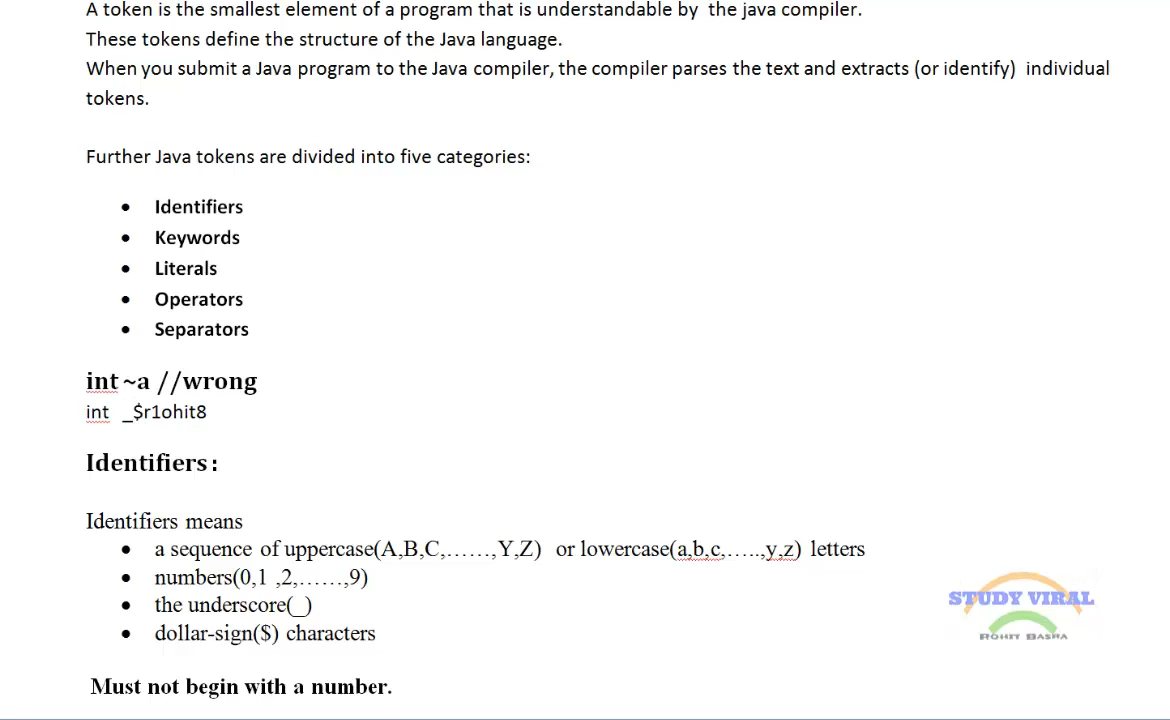 A token is the smallest element of a program that is understandable by the java compiler.
These tokens define the structure of the Java language.
When you submit a Java program to the Java compiler, the compiler parses the text and extracts (or identify) individual
tokens.
Further Java tokens are divided into five categories:
• Identifiers
• Keywords
• Literals
• Operators
• Separators
int ~a //wrong
int _$r1ohit8
Identifiers:
Identifiers means
• a sequence of uppercase(A,B,C,......,Y,Z) or lowercase(a,b,c,.....,y,z) letters
• numbers(0,1 ,2,......,9)
• the underscore(_)
• dollar-sign($) characters
STUDY VIRAL
ROHIT BASHA
Must not begin with a number.